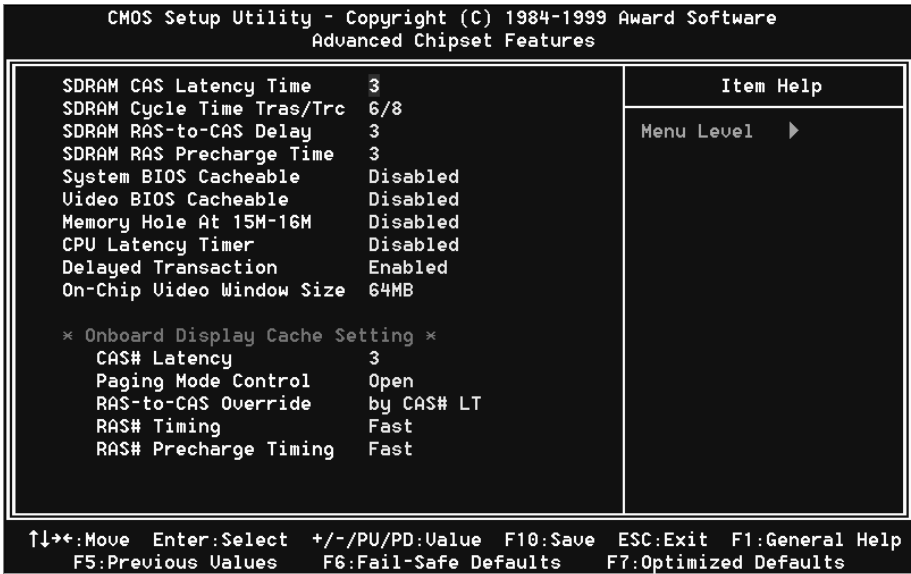 CMOS Setup Utility - Copyright (C) 1984-1999 Award Software
Advanced Chipset Features
SDRAM CAS Latency Time 3
SDRAM Cycle Time Tras/Trc 6/8
SDRAM RAS-to-CAS Delay 3
SDRAM RAS Precharge Time 3
System BIOS Cacheable Disabled
Video BIOS Cacheable Disabled
Memory Hole At 15M-16M Disabled
CPU Latency Timer Disabled
Delayed Transaction Enabled
On-Chip Video Window Size 64MB
* Onboard Display Cache Setting *
CAS# Latency 3
Paging Mode Control Open
RAS-to-CAS Override by CAS# LT
RAS# Timing Fast
RAS# Precharge Timing Fast
Item Help
Menu Level ▶
↑↓→←:Move Enter:Select +/-/PU/PD:Value F10:Save ESC:Exit F1:General Help
F5:Previous Values F6:Fail-Safe Defaults F7:Optimized Defaults